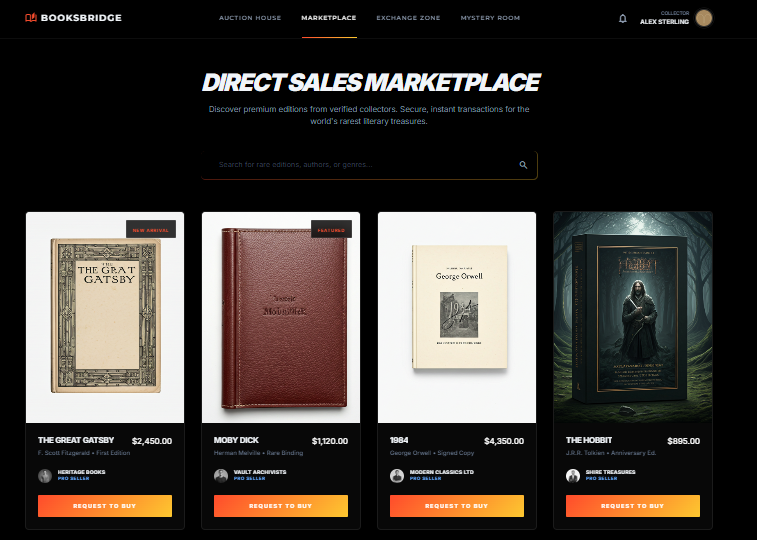 BOOKSBRIDGE
AUCTION HOUSE
MARKETPLACE
EXCHANGE ZONE
MYSTERY ROOM
COLLECTOR
ALEX STERLING
DIRECT SALES MARKETPLACE
Discover premium editions from verified collectors. Secure, instant transactions for the
world's rarest literary treasures.
Search for rare editions, authors, or genres...
NEW ARRIVAL
THE
THE GRAT
GATSBY
FEATURED
George Orwell
THE GREAT GATSBY
$2,450.00
F. Scott Fitzgerald • First Edition
HERITAGE BOOKS
PRO SELLER
REQUEST TO BUY
MOBY DICK
$1,120.00
Herman Melville • Rare Binding
VAULT ARCHIVISTS
PRO SELLER
REQUEST TO BUY
1984
$4,350.00
George Orwell • Signed Copy
MODERN CLASSICS LTD
PRO SELLER
REQUEST TO BUY
THE HOBBIT
$895.00
J.R.R. Tolkien • Anniversary Ed.
SHIRE TREASURES
PRO SELLER
REQUEST TO BUY